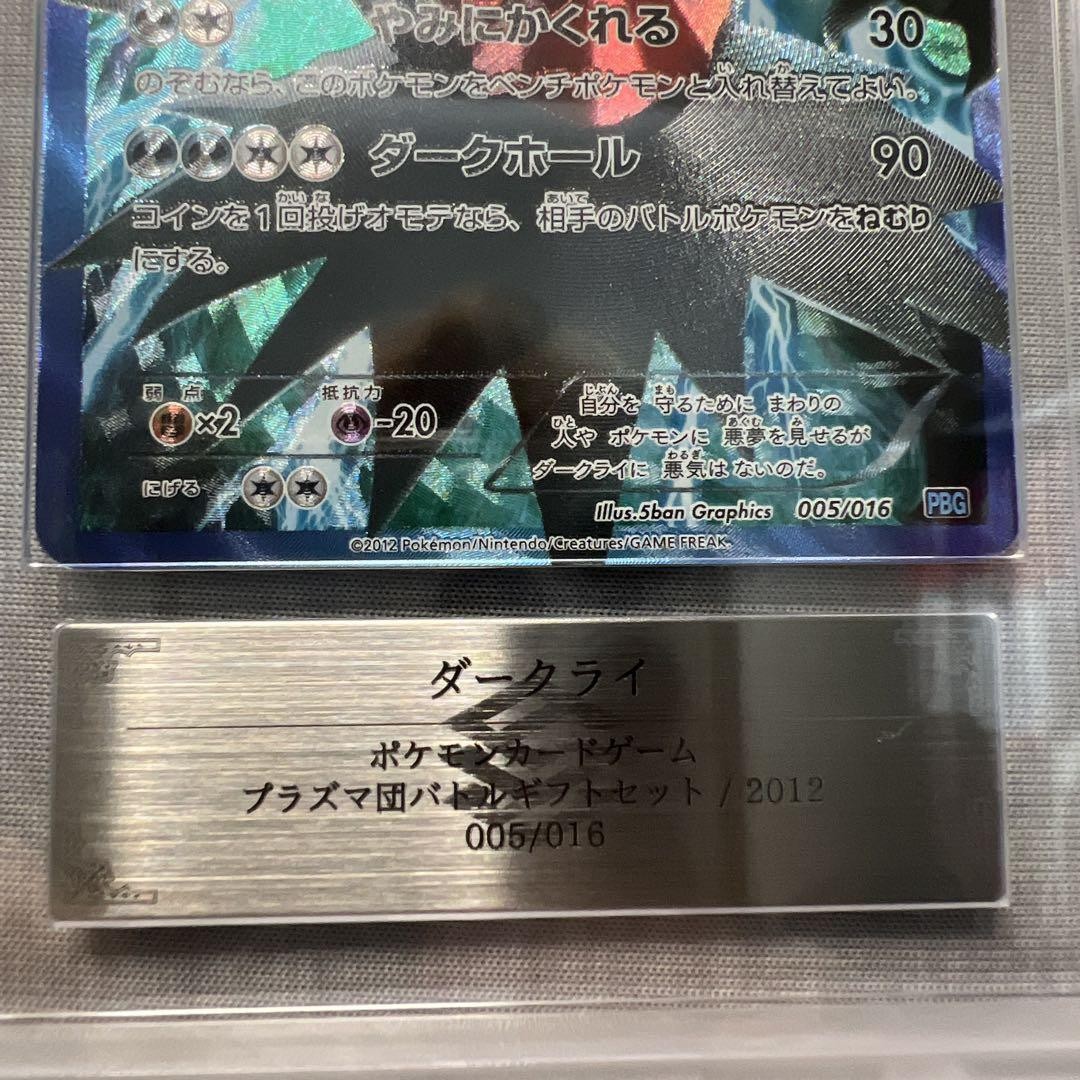 やみにかくれる 30
のぞむなら、このポケモンをベンチポケモンと入れ替えてよい。
ダークホール 90
コインを1回投げオモテなら、相手のバトルポケモンをねむり
にする。
弱点 抵抗力
×2 -20
にげる
自分を 守るために まわりの
人や ポケモンに 悪夢を見せるが
ダークライに 悪気は ないのだ。
Illus.5ban Graphics 005/016 PBG
©2012 Pokémon/Nintendo/Creatures/GAME FREAK.
ダークライ
ポケモンカードゲーム
プラズマ団バトルギフトセット / 2012
005/016